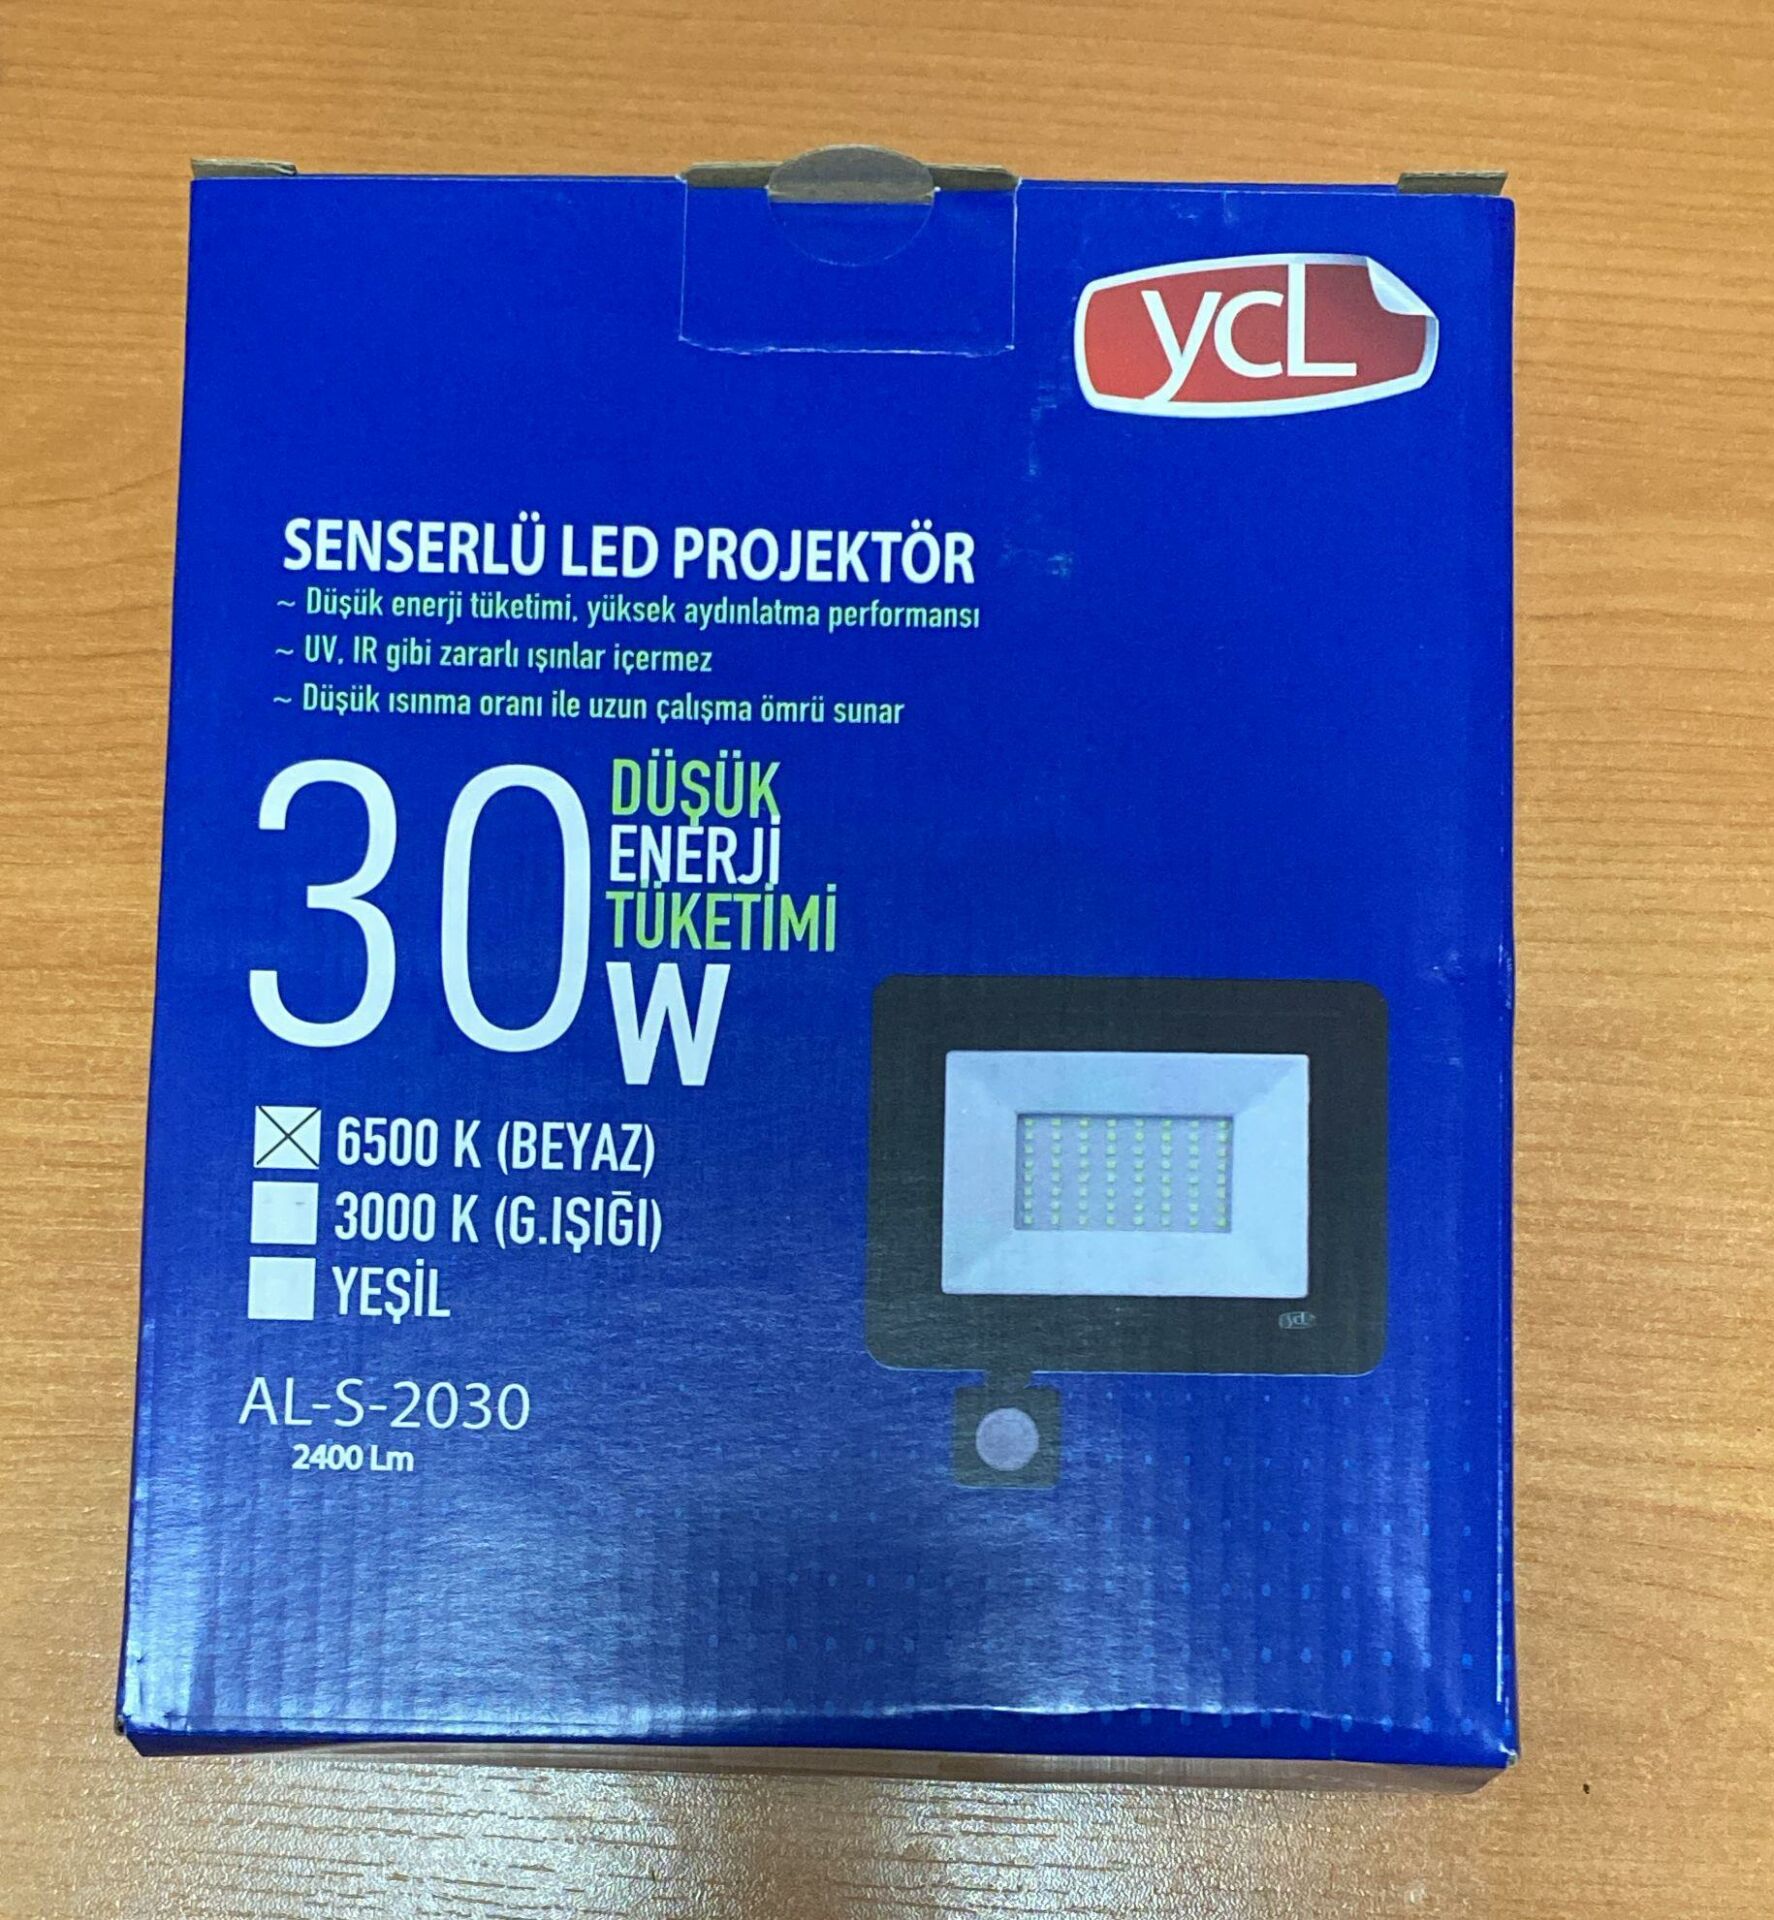 ycL
SENSERLÜ LED PROJEKTÖR
~ Düşük enerji tüketimi, yüksek aydınlatma performansı
~ UV, IR gibi zararlı ışınlar içermez
~ Düşük ısınma oranı ile uzun çalışma ömrü sunar
30
DÜŞÜK
ENERJİ
TÜKETİMİ
W
6500 K (BEYAZ)
3000 K (G.IŞIĞI)
YEŞİL
ycL
AL-S-2030
2400 Lm